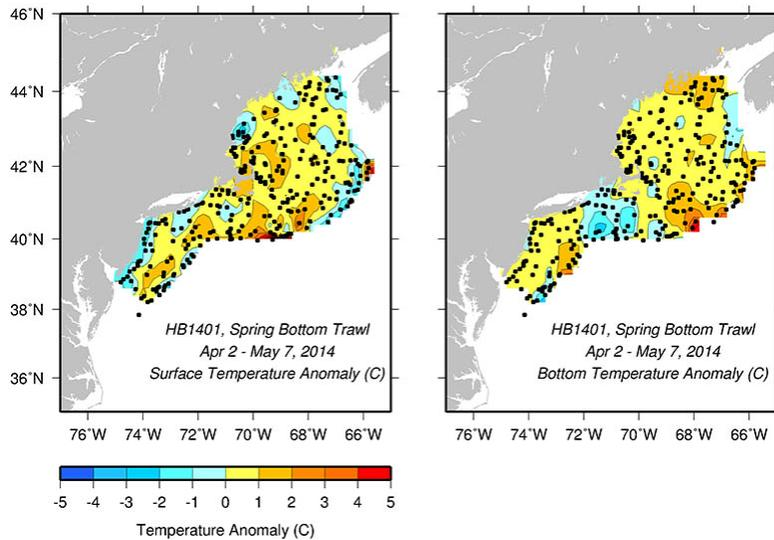 46°N
44°N
42°N
40°N
38°N
36°N
HB1401, Spring Bottom Trawl
Apr 2 - May 7, 2014
Surface Temperature Anomaly (C)
76°W 74°W 72°W 70°W 68°W 66°W
HB1401, Spring Bottom Trawl
Apr 2 - May 7, 2014
Bottom Temperature Anomaly (C)
76°W 74°W 72°W 70°W 68°W 66°W
-5 -4 -3 -2 -1 0 1 2 3 4 5
Temperature Anomaly (C)